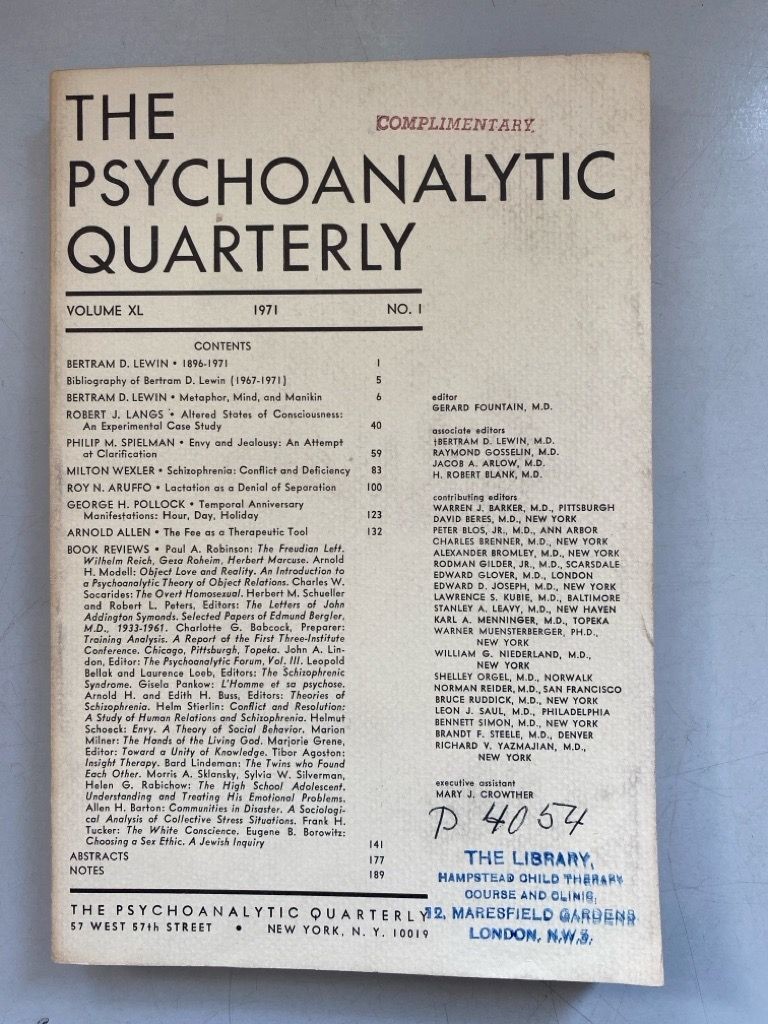 THE
PSYCHOANALYTIC
QUARTERLY
COMPLIMENTARY
VOLUME XL 1971 NO. 1
CONTENTS
BERTRAM D. LEWIN • 1896-1971 1
Bibliography of Bertram D. Lewin (1967-1971) 5
BERTRAM D. LEWIN • Metaphor, Mind, and Manikin 6
ROBERT J. LANGS • Altered States of Consciousness:
An Experimental Case Study 40
PHILIP M. SPIELMAN • Envy and Jealousy: An Attempt
at Clarification 59
MILTON WEXLER • Schizophrenia: Conflict and Deficiency 83
ROY N. ARUFFO • Lactation as a Denial of Separation 100
GEORGE H. POLLOCK • Temporal Anniversary
Manifestations: Hour, Day, Holiday 123
ARNOLD ALLEN • The Fee as a Therapeutic Tool 132
BOOK REVIEWS • Paul A. Robinson: The Freudian Left.
Wilhelm Reich, Geza Roheim, Herbert Marcuse. Arnold
H. Modell: Object Love and Reality. An Introduction to
a Psychoanalytic Theory of Object Relations. Charles W.
Socarides: The Overt Homosexual. Herbert M. Schueller
and Robert L. Peters, Editors: The Letters of John
Addington Symonds. Selected Papers of Edmund Bergler,
M.D., 1933-1961. Charlotte G. Babcock, Preparer:
Training Analysis. A Report of the First Three-Institute
Conference. Chicago, Pittsburgh, Topeka. John A. Lin-
don, Editor: The Psychoanalytic Forum, Vol. III. Leopold
Bellak and Laurence Loeb, Editors: The Schizophrenic
Syndrome. Gisela Pankow: L'Homme et sa psychose.
Arnold H. and Edith H. Buss, Editors: Theories of
Schizophrenia. Helm Stierlin: Conflict and Resolution:
A Study of Human Relations and Schizophrenia. Helmut
Schoeck: Envy. A Theory of Social Behavior. Marion
Milner: The Hands of the Living God. Marjorie Grene,
Editor: Toward a Unity of Knowledge. Tibor Agoston:
Insight Therapy. Bard Lindeman: The Twins who Found
Each Other. Morris A. Sklansky, Sylvia W. Silverman,
Helen G. Rabichow: The High School Adolescent.
Understanding and Treating His Emotional Problems.
Allen H. Barton: Communities in Disaster. A Sociologi-
cal Analysis of Collective Stress Situations. Frank H.
Tucker: The White Conscience. Eugene B. Borowitz:
Choosing a Sex Ethic. A Jewish Inquiry 141
ABSTRACTS 177
NOTES 189
editor
GERARD FOUNTAIN, M.D.
associate editors
†BERTRAM D. LEWIN, M.D.
RAYMOND GOSSELIN, M.D.
JACOB A. ARLOW, M.D.
H. ROBERT BLANK, M.D.
contributing editors
WARREN J. BARKER, M.D., PITTSBURGH
DAVID BERES, M.D., NEW YORK
PETER BLOS, JR., M.D., ANN ARBOR
CHARLES BRENNER, M.D., NEW YORK
ALEXANDER BROMLEY, M.D., NEW YORK
RODMAN GILDER, JR., M.D., SCARSDALE
EDWARD GLOVER, M.D., LONDON
EDWARD D. JOSEPH, M.D., NEW YORK
LAWRENCE S. KUBIE, M.D., BALTIMORE
STANLEY A. LEAVY, M.D., NEW HAVEN
KARL A. MENNINGER, M.D., TOPEKA
WARNER MUENSTERBERGER, PH.D.,
NEW YORK
WILLIAM G. NIEDERLAND, M.D.,
NEW YORK
SHELLEY ORGEL, M.D., NORWALK
NORMAN REIDER, M.D., SAN FRANCISCO
BRUCE RUDDICK, M.D., NEW YORK
LEON J. SAUL, M.D., PHILADELPHIA
BENNETT SIMON, M.D., NEW YORK
BRANDT F. STEELE, M.D., DENVER
RICHARD V. YAZMAJIAN, M.D.,
NEW YORK
executive assistant
MARY J. CROWTHER
P 4054
THE LIBRARY,
HAMPSTEAD CHILD THERAPY
COURSE AND CLINIC,
12, MARESFIELD GARDENS
LONDON, N.W.3.
THE PSYCHOANALYTIC QUARTERLY
57 WEST 57th STREET • NEW YORK, N. Y. 10019